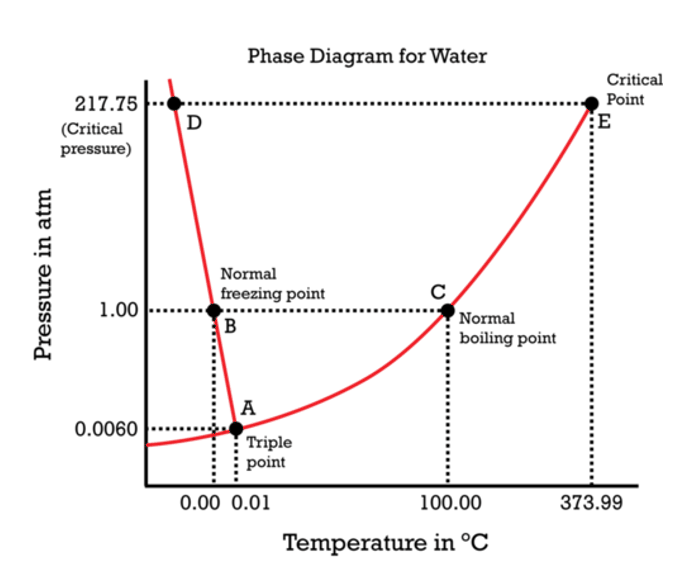 Phase Diagram for Water
Critical
Point
217.75
(Critical
pressure)
D
E
Pressure in atm
Normal
freezing point
C
1.00
B
Normal
boiling point
A
0.0060
Triple
point
0.00 0.01 100.00 373.99
Temperature in °C